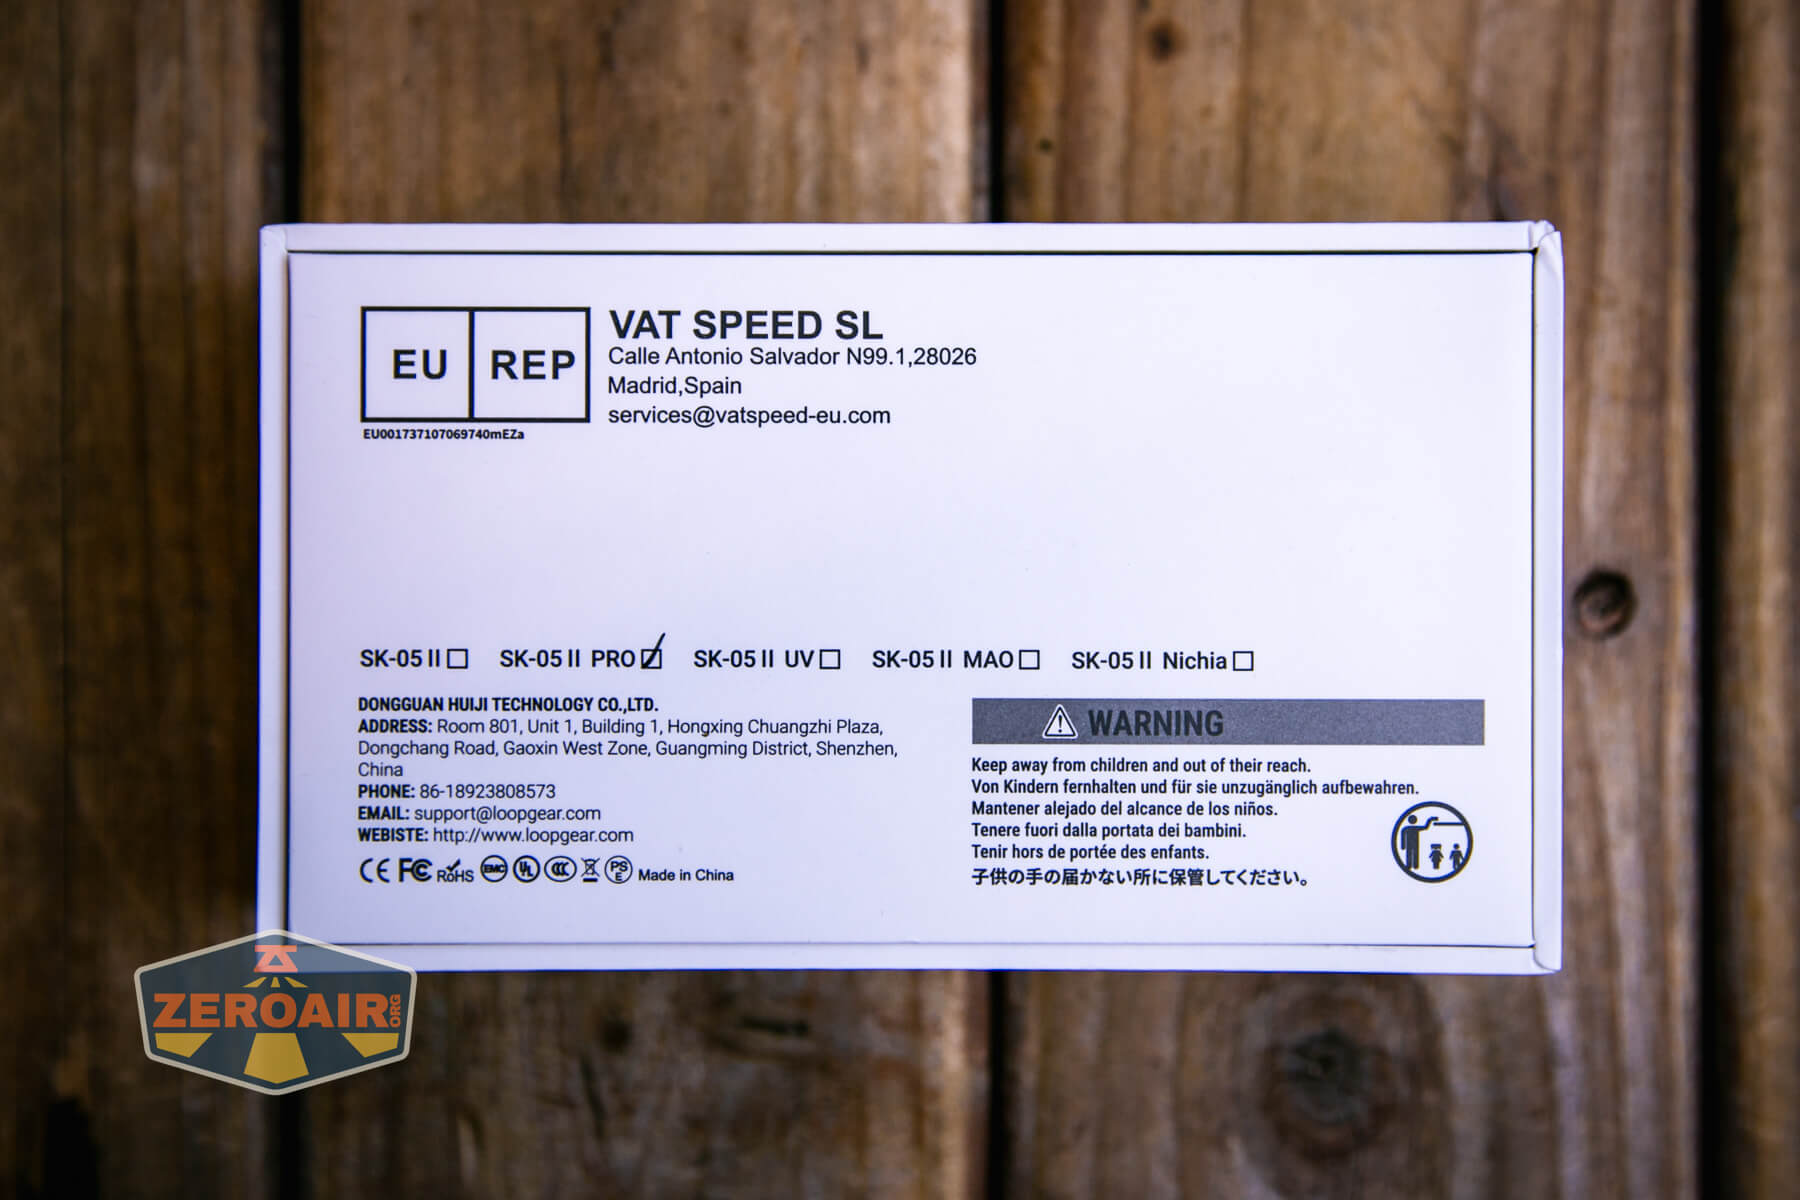 EU REP
EU001737107069740mEZa
VAT SPEED SL
Calle Antonio Salvador N99.1,28026
Madrid,Spain
services@vatspeed-eu.com
SK-05 II SK-05 II PRO SK-05 II UV SK-05 II MAO SK-05 II Nichia
DONGGUAN HUIJI TECHNOLOGY CO.,LTD.
ADDRESS: Room 801, Unit 1, Building 1, Hongxing Chuangzhi Plaza,
Dongchang Road, Gaoxin West Zone, Guangming District, Shenzhen,
China
PHONE: 86-18923808573
EMAIL: support@loopgear.com
WEBISTE: http://www.loopgear.com
CE FC RoHS EMC UL CCC PSE Made in China
WARNING
Keep away from children and out of their reach.
Von Kindern fernhalten und für sie unzugänglich aufbewahren.
Mantener alejado del alcance de los niños.
Tenere fuori dalla portata dei bambini.
Tenir hors de portée des enfants.
子供の手の届かない所に保管してください。
ZEROAIR.ORG